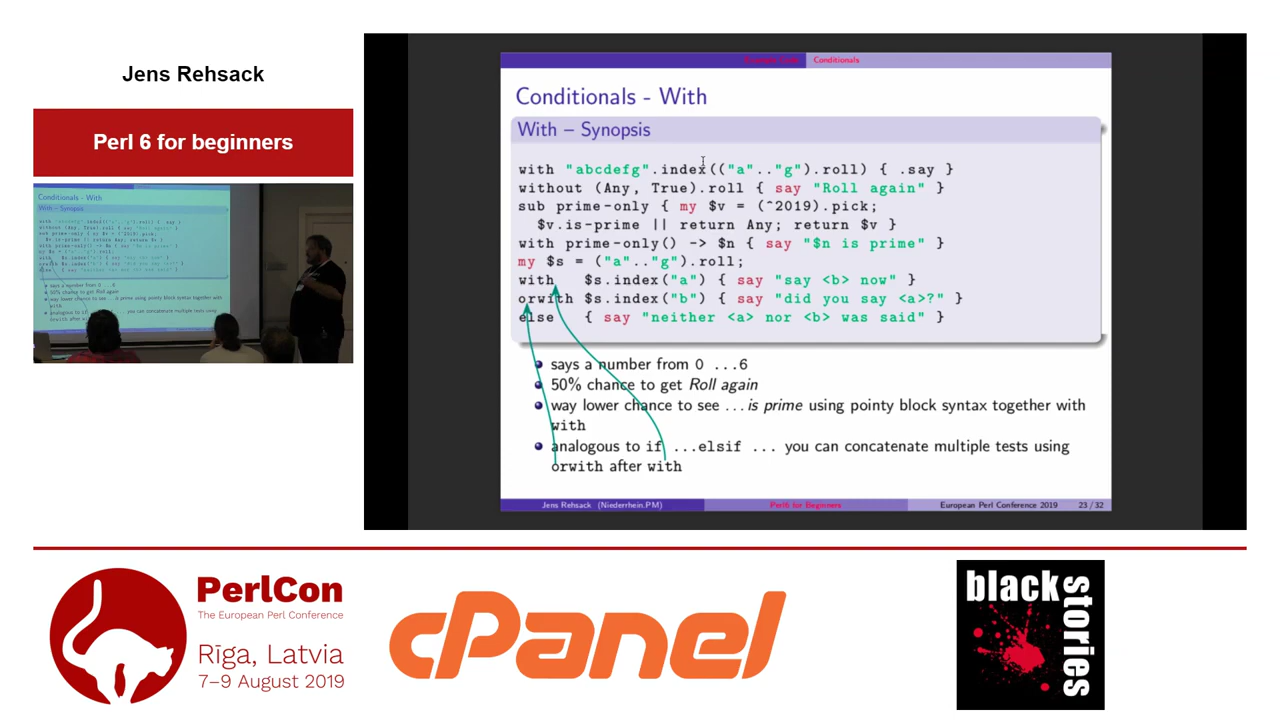 Jens Rehsack
Perl 6 for beginners
Conditionals
Conditionals - With
With – Synopsis
with "abcdefg".index(("a".."g").roll) { .say }
without (Any, True).roll { say "Roll again" }
sub prime-only { my $v = (^2019).pick;
$v.is-prime || return Any; return $v }
with prime-only() -> $n { say "$n is prime" }
my $s = ("a".."g").roll;
with $s.index("a") { say "say <b> now" }
orwith $s.index("b") { say "did you say <a>?" }
else { say "neither <a> nor <b> was said" }
says a number from 0 ...6
50% chance to get Roll again
way lower chance to see ...is prime using pointy block syntax together with
with
analogous to if ...elsif ... you can concatenate multiple tests using
orwith after with
Jens Rehsack (Niederrhein.PM)
Perl6 for Beginners
European Perl Conference 2019
23 / 32
PerlCon
The European Perl Conference
Rīga, Latvia
7–9 August 2019
cPanel
black stories